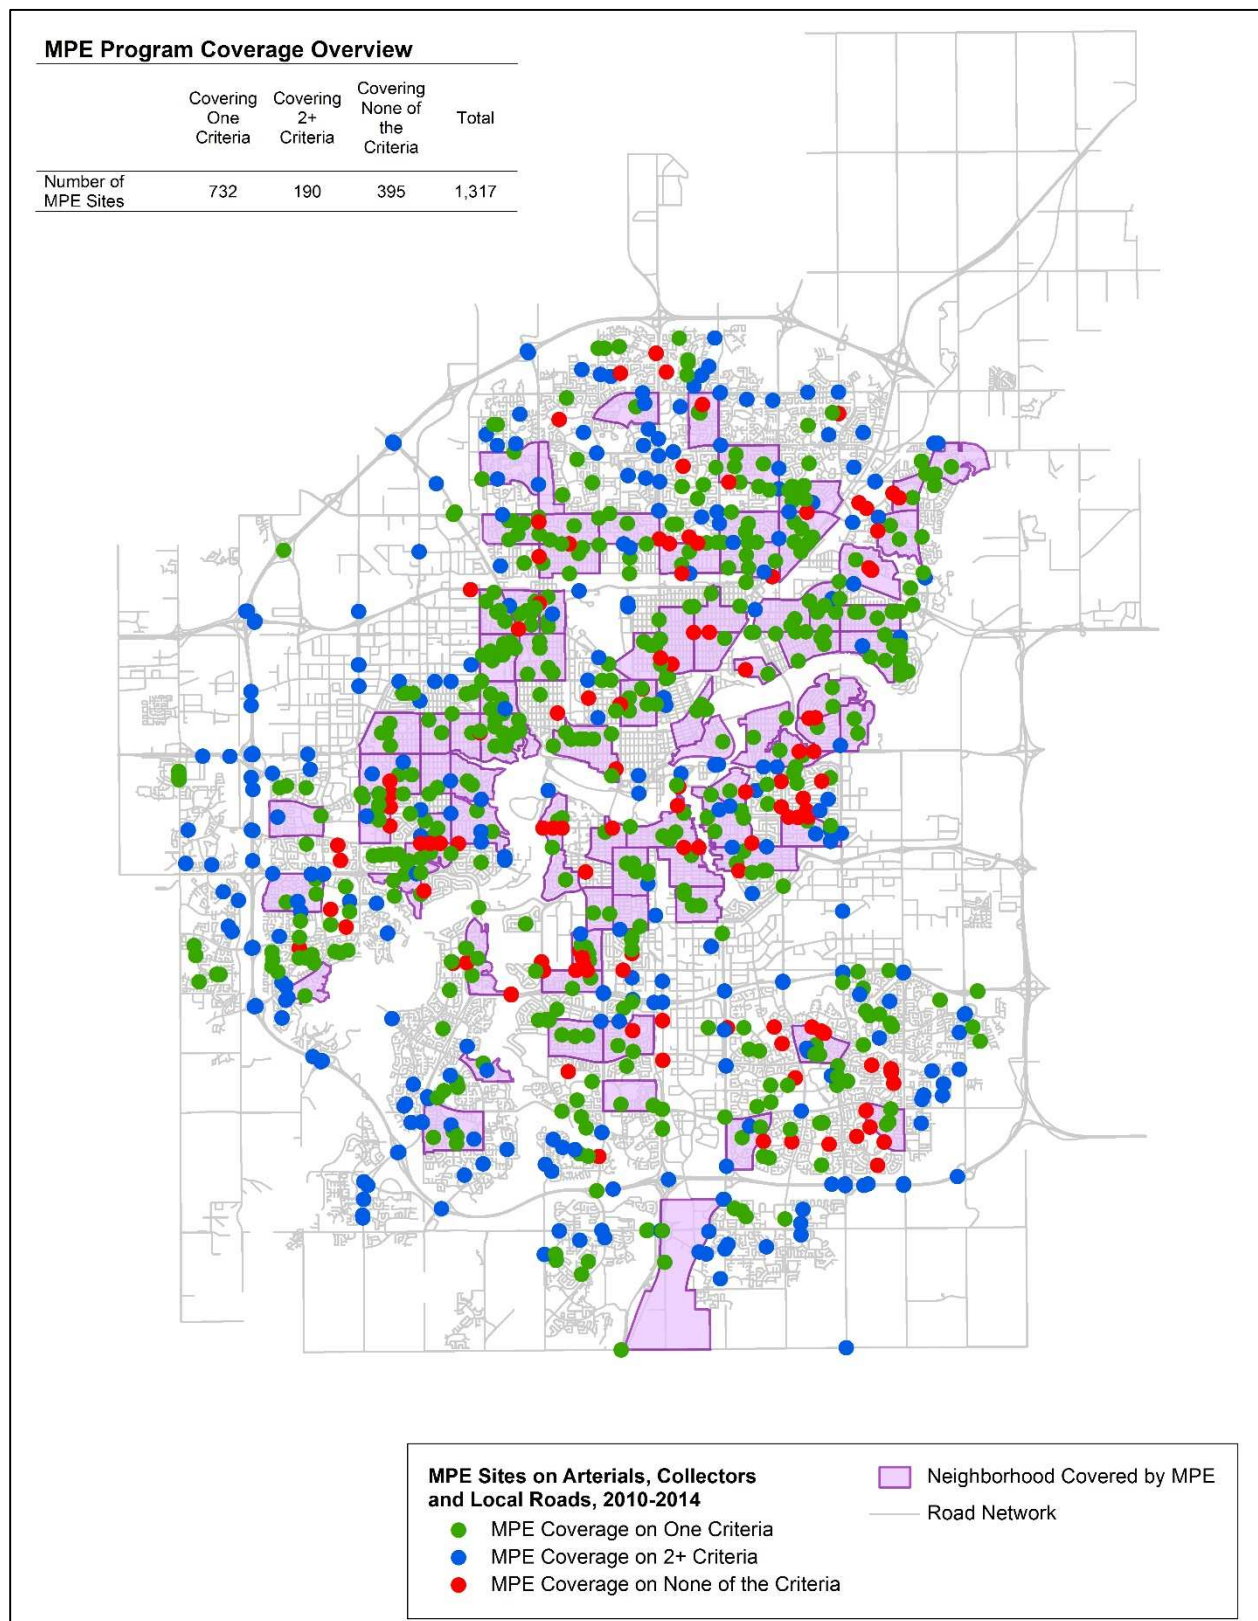 MPE Program Coverage Overview
Covering
One
Criteria
Covering
2+
Criteria
Covering
None of
the
Criteria
Total
Number of
MPE Sites
732
190
395
1,317
MPE Sites on Arterials, Collectors
and Local Roads, 2010-2014
MPE Coverage on One Criteria
MPE Coverage on 2+ Criteria
MPE Coverage on None of the Criteria
Neighborhood Covered by MPE
Road Network